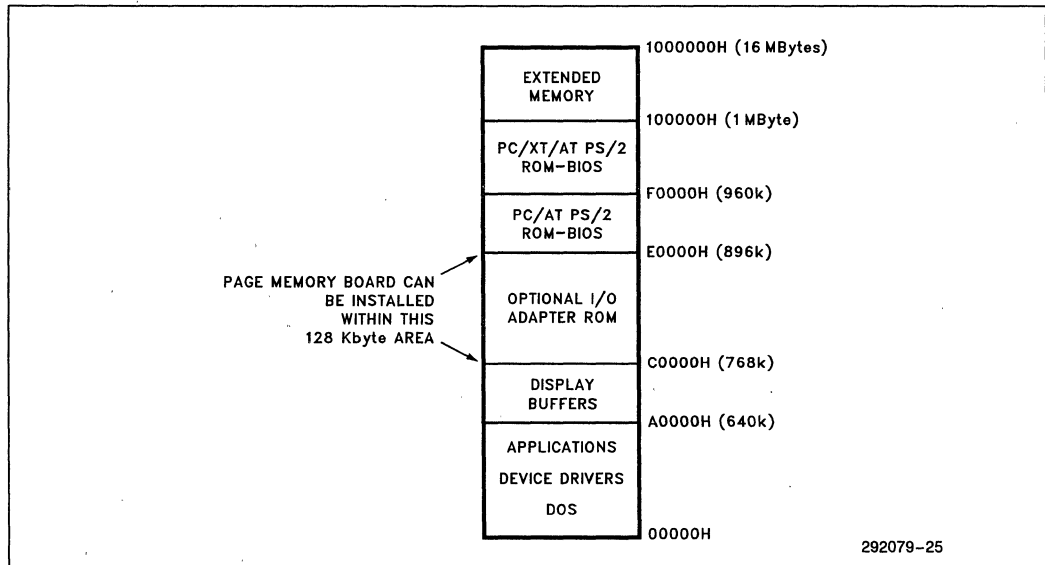 1000000H (16 MBytes)
EXTENDED
MEMORY
100000H (1 MByte)
PC/XT/AT PS/2
ROM-BIOS
F0000H (960k)
PC/AT PS/2
ROM-BIOS
E0000H (896k)
PAGE MEMORY BOARD CAN
BE INSTALLED
WITHIN THIS
128 Kbyte AREA
OPTIONAL I/O
ADAPTER ROM
C0000H (768k)
DISPLAY
BUFFERS
A0000H (640k)
APPLICATIONS
DEVICE DRIVERS
DOS
00000H
292079-25